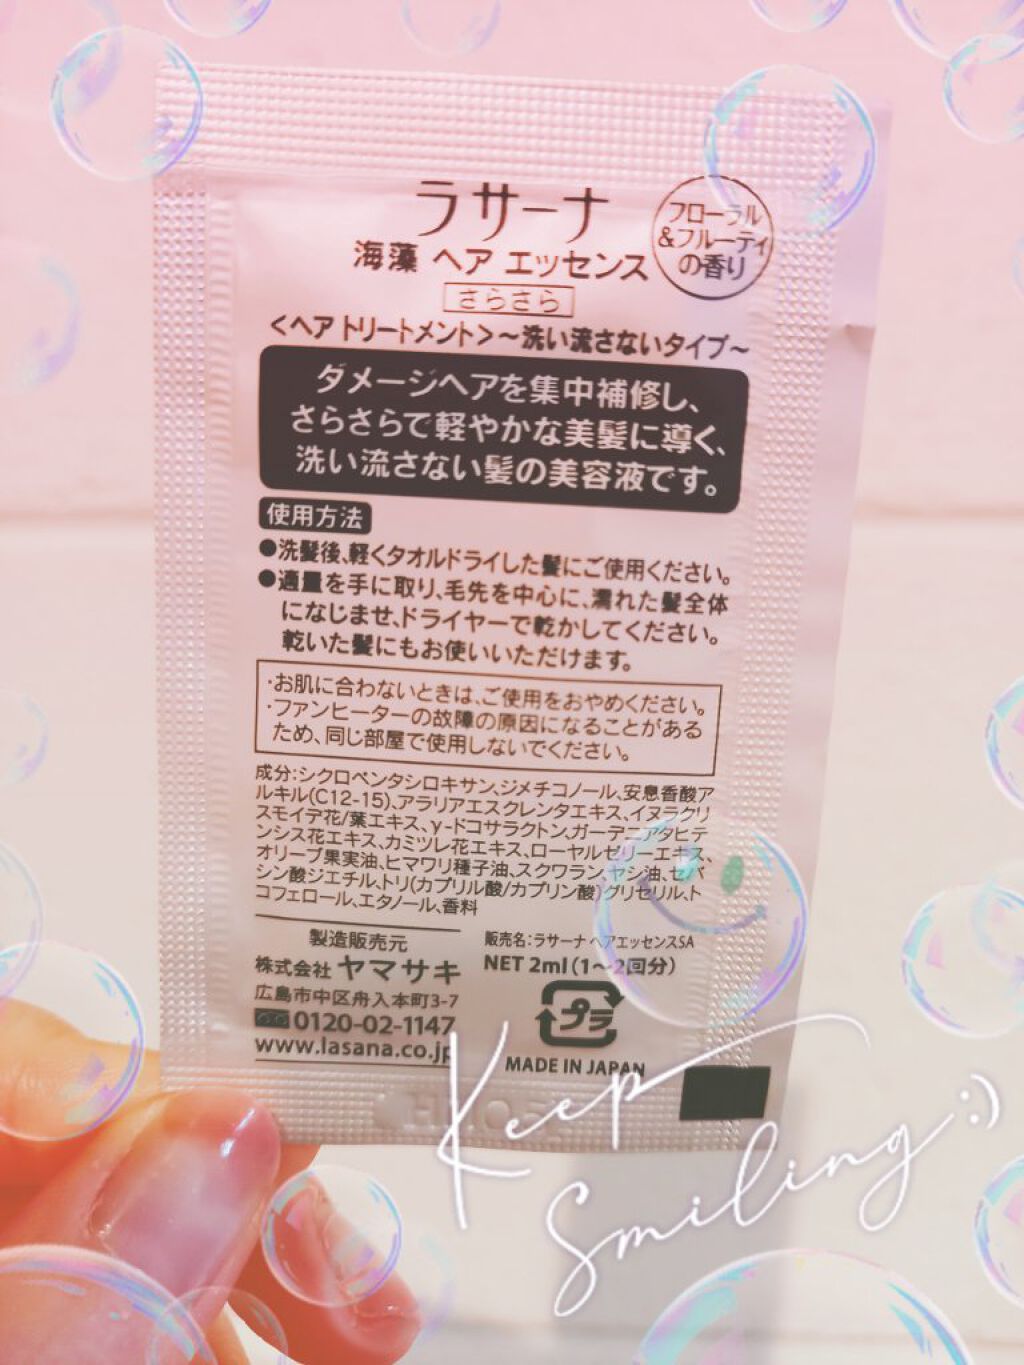 ラサーナ
海藻 ヘア エッセンス
さらさら
フローラル
&フルーティ
の香り
<ヘア トリートメント>～洗い流さないタイプ～
ダメージヘアを集中補修し、
さらさらで軽やかな美髪に導く、
洗い流さない髪の美容液です。
使用方法
●洗髪後、軽くタオルドライした髪にご使用ください。
●適量を手に取り、毛先を中心に、濡れた髪全体
になじませ、ドライヤーで乾かしてください。
乾いた髪にもお使いいただけます。
・お肌に合わないときは、ご使用をおやめください。
・ファンヒーターの故障の原因になることがある
ため、同じ部屋で使用しないでください。
成分:シクロペンタシロキサン、ジメチコノール、安息香酸ア
ルキル(C12-15)、アラリアエスクレンタエキス、イヌラクリ
スモイデ花/葉エキス、γ-ドコサラクトン、ガーデニアタヒテ
ンシス花エキス、カミツレ花エキス、ローヤルゼリーエキス、
オリーブ果実油、ヒマワリ種子油、スクワラン、ヤシ油、セバ
シン酸ジエチル、トリ(カプリル酸/カプリン酸)グリセリル、ト
コフェロール、エタノール、香料
製造販売元
株式会社 ヤマサキ
広島市中区舟入本町3-7
0120-02-1147
www.lasana.co.jp
販売名:ラサーナ ヘアエッセンスSA
NET 2ml(1～2回分)
プラ
MADE IN JAPAN
Keep
Smiling :)